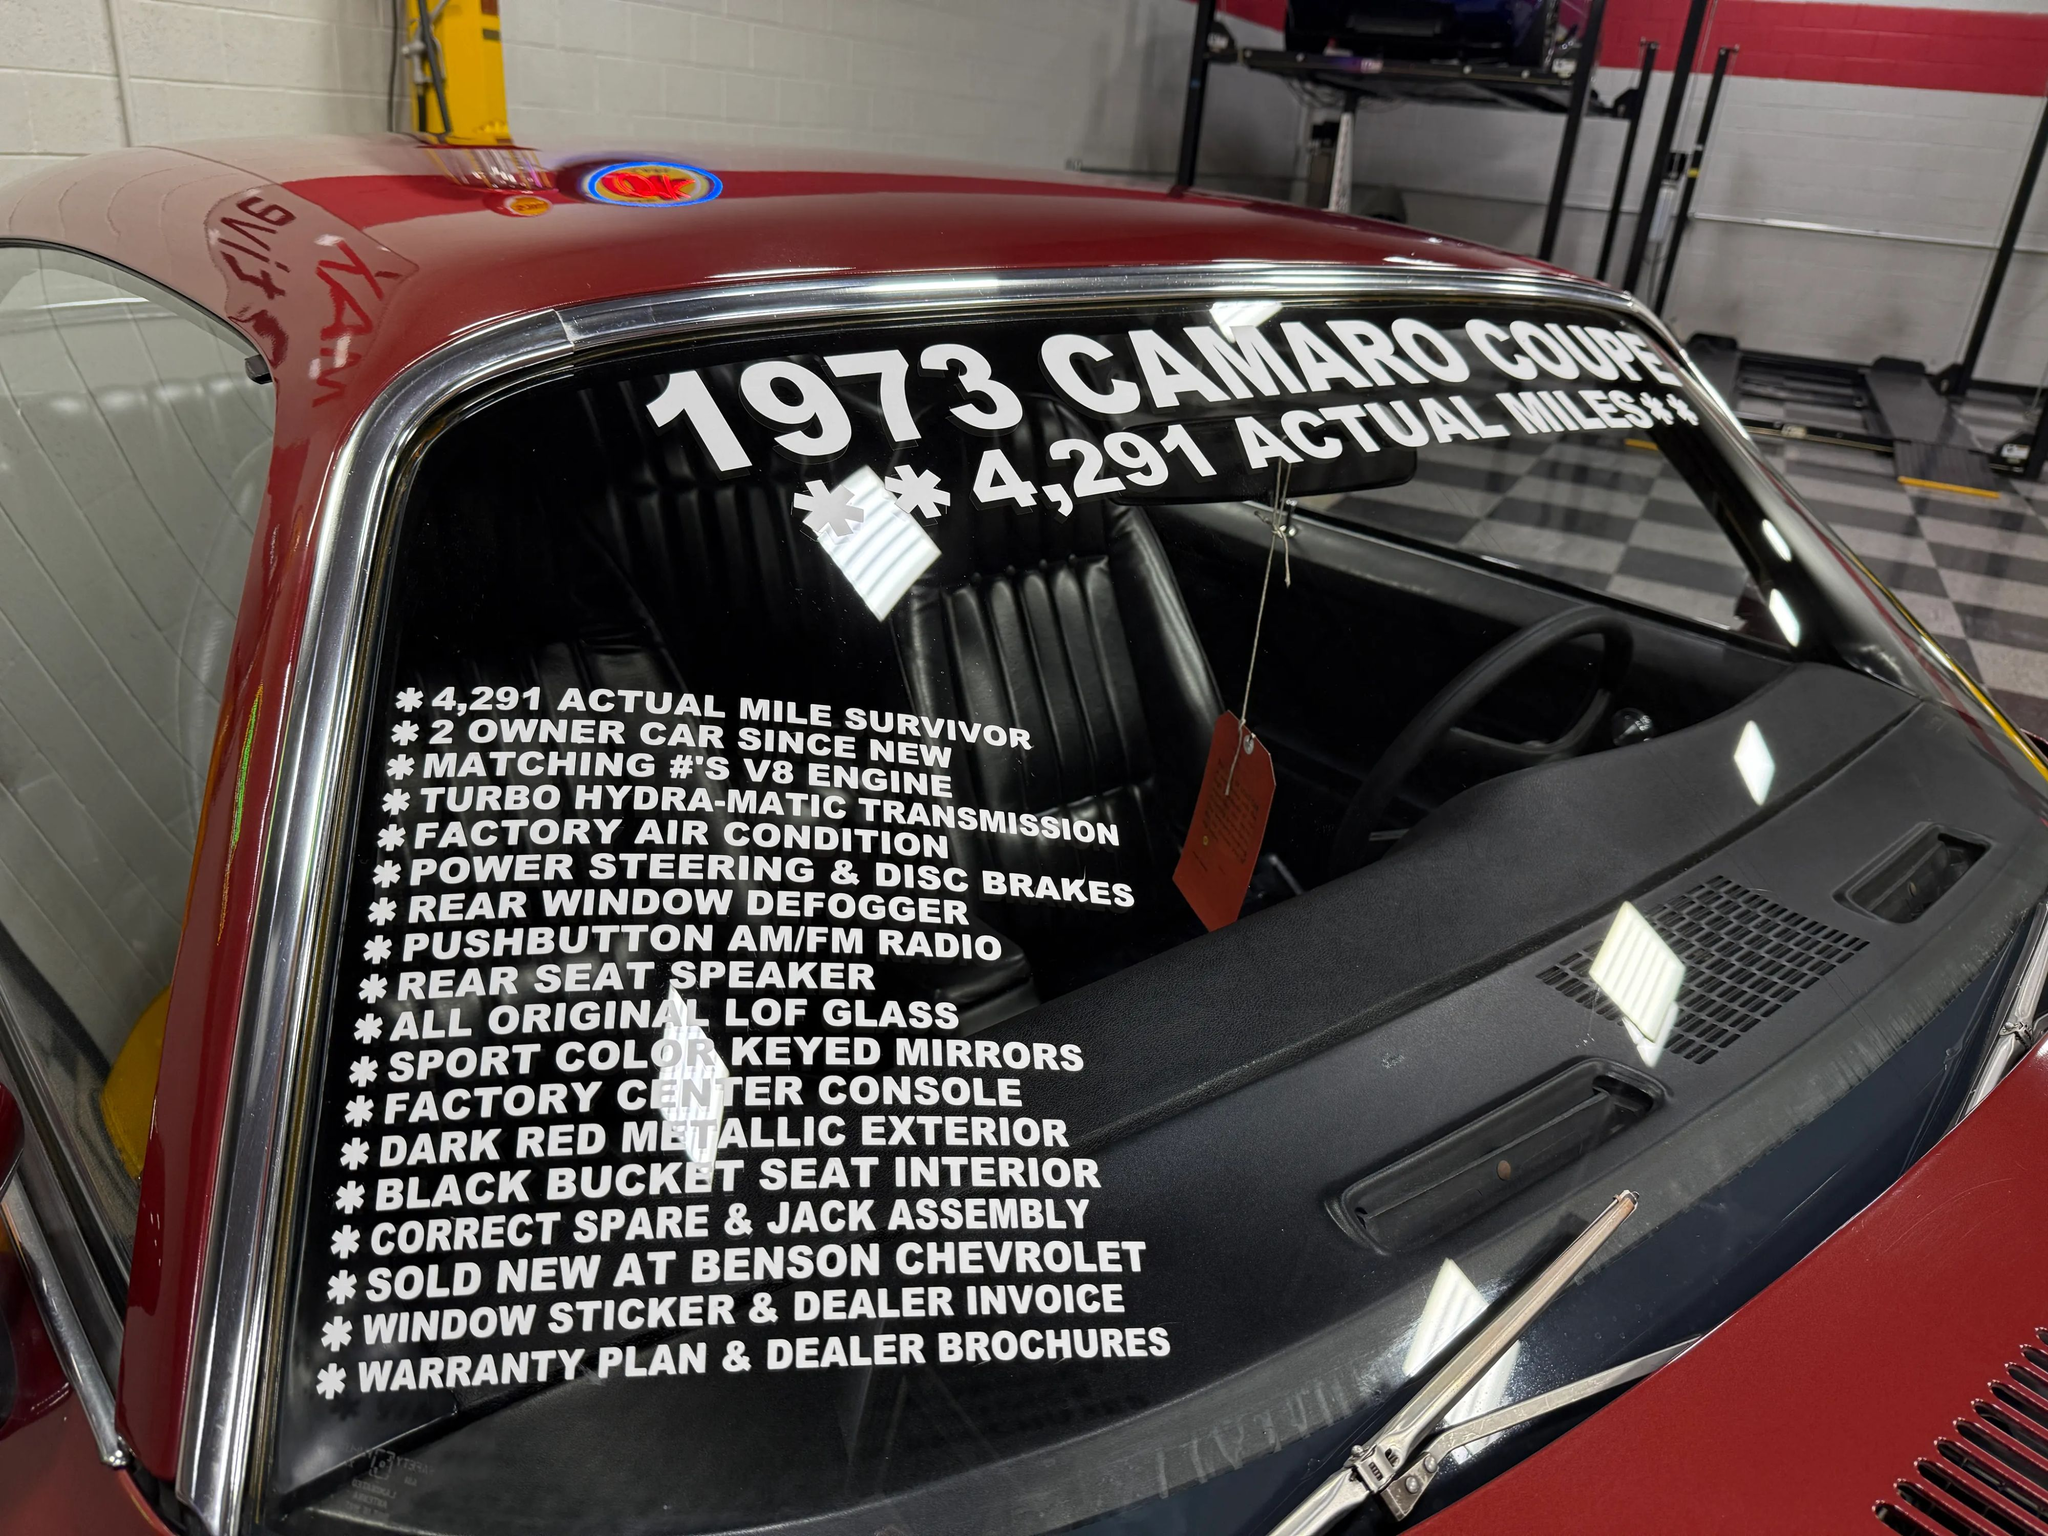 1973 CAMARO COUPE
** 4,291 ACTUAL MILES**
* 4,291 ACTUAL MILE SURVIVOR
* 2 OWNER CAR SINCE NEW
* MATCHING #'S V8 ENGINE
* TURBO HYDRA-MATIC TRANSMISSION
* FACTORY AIR CONDITION
* POWER STEERING & DISC BRAKES
* REAR WINDOW DEFOGGER
* PUSHBUTTON AM/FM RADIO
* REAR SEAT SPEAKER
* ALL ORIGINAL LOF GLASS
* SPORT COLOR KEYED MIRRORS
* FACTORY CENTER CONSOLE
* DARK RED METALLIC EXTERIOR
* BLACK BUCKET SEAT INTERIOR
* CORRECT SPARE & JACK ASSEMBLY
* SOLD NEW AT BENSON CHEVROLET
* WINDOW STICKER & DEALER INVOICE
* WARRANTY PLAN & DEALER BROCHURES
OK